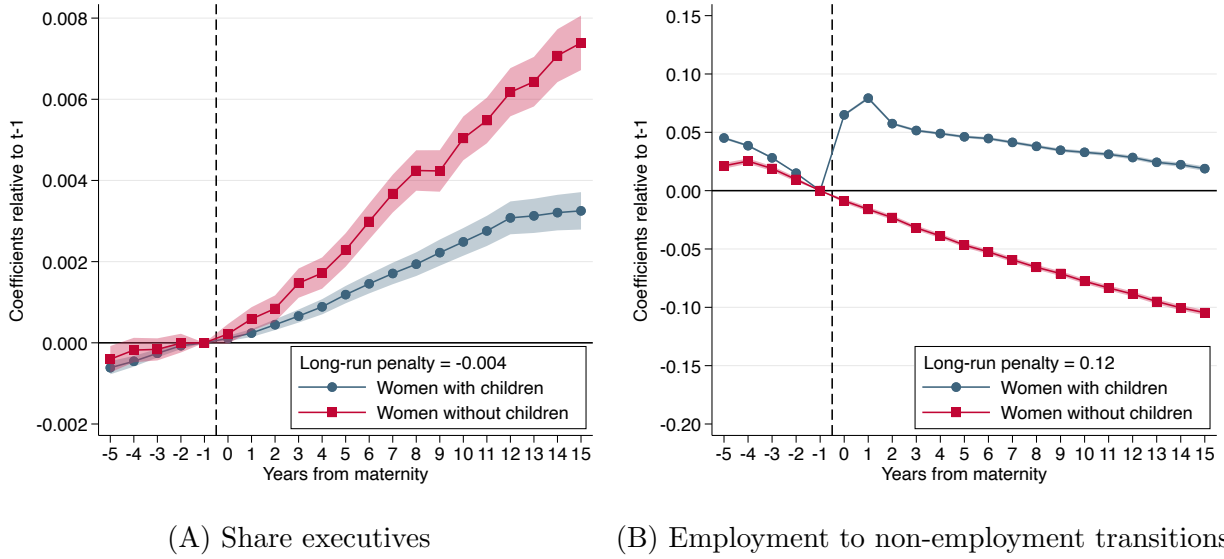 0.008
0.006
0.004
0.002
0.000
-0.002
Coefficients relative to t-1
Long-run penalty = -0.004
Women with children
Women without children
-5 -4 -3 -2 -1 0 1 2 3 4 5 6 7 8 9 10 11 12 13 14 15
Years from maternity
(A) Share executives
0.15
0.10
0.05
0.00
-0.05
-0.10
-0.15
-0.20
Coefficients relative to t-1
Long-run penalty = 0.12
Women with children
Women without children
-5 -4 -3 -2 -1 0 1 2 3 4 5 6 7 8 9 10 11 12 13 14 15
Years from maternity
(B) Employment to non-employment transitions